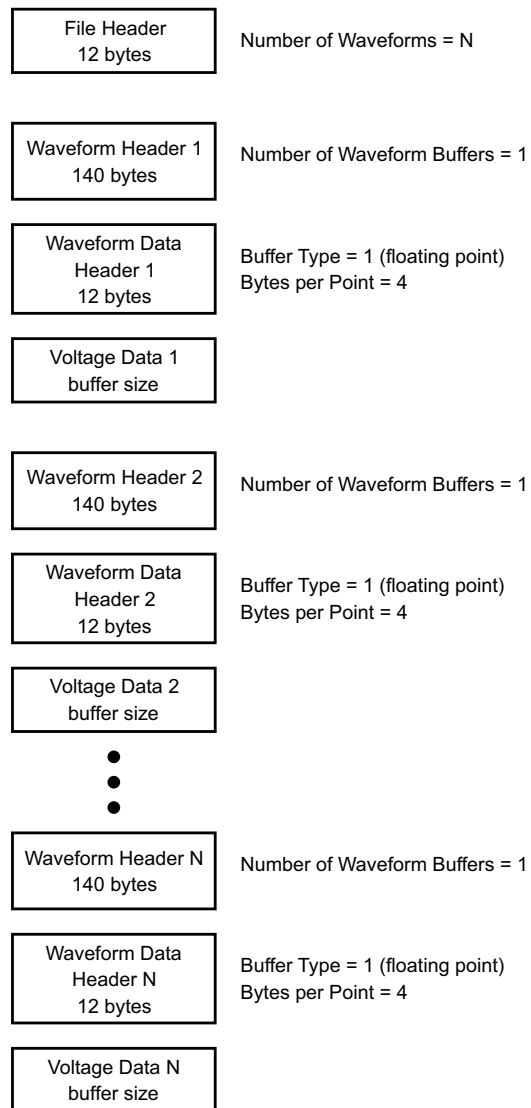 File Header
12 bytes
Number of Waveforms = N
Waveform Header 1
140 bytes
Number of Waveform Buffers = 1
Waveform Data
Header 1
12 bytes
Buffer Type = 1 (floating point)
Bytes per Point = 4
Voltage Data 1
buffer size
Waveform Header 2
140 bytes
Number of Waveform Buffers = 1
Waveform Data
Header 2
12 bytes
Buffer Type = 1 (floating point)
Bytes per Point = 4
Voltage Data 2
buffer size
Waveform Header N
140 bytes
Number of Waveform Buffers = 1
Waveform Data
Header N
12 bytes
Buffer Type = 1 (floating point)
Bytes per Point = 4
Voltage Data N
buffer size